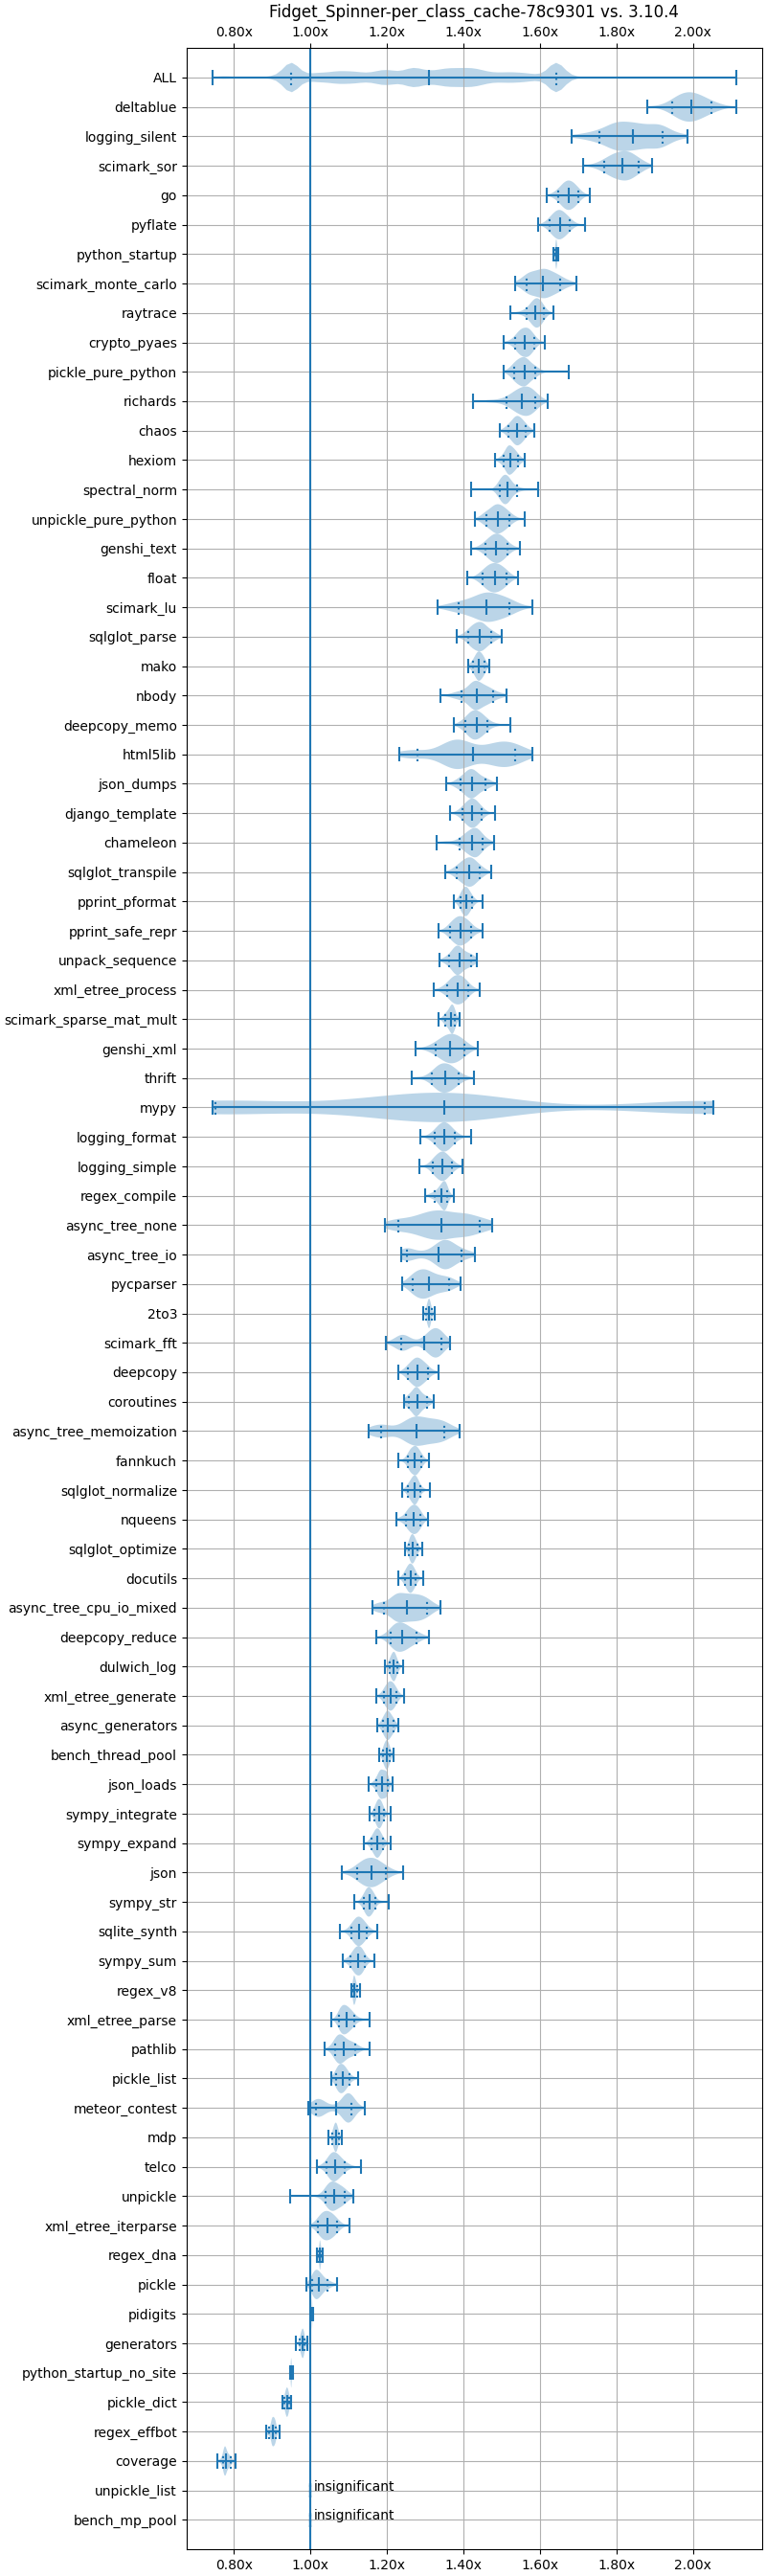 Fidget_Spinner-per_class_cache-78c9301 vs. 3.10.4
0.80x 1.00x 1.20x 1.40x 1.60x 1.80x 2.00x
ALL
deltablue
logging_silent
scimark_sor
go
pyflate
python_startup
scimark_monte_carlo
raytrace
crypto_pyaes
pickle_pure_python
richards
chaos
hexiom
spectral_norm
unpickle_pure_python
genshi_text
float
scimark_lu
sqlglot_parse
mako
nbody
deepcopy_memo
html5lib
json_dumps
django_template
chameleon
sqlglot_transpile
pprint_pformat
pprint_safe_repr
unpack_sequence
xml_etree_process
scimark_sparse_mat_mult
genshi_xml
thrift
mypy
logging_format
logging_simple
regex_compile
async_tree_none
async_tree_io
pycparser
2to3
scimark_fft
deepcopy
coroutines
async_tree_memoization
fannkuch
sqlglot_normalize
nqueens
sqlglot_optimize
docutils
async_tree_cpu_io_mixed
deepcopy_reduce
dulwich_log
xml_etree_generate
async_generators
bench_thread_pool
json_loads
sympy_integrate
sympy_expand
json
sympy_str
sqlite_synth
sympy_sum
regex_v8
xml_etree_parse
pathlib
pickle_list
meteor_contest
mdp
telco
unpickle
xml_etree_iterparse
regex_dna
pickle
pidigits
generators
python_startup_no_site
pickle_dict
regex_effbot
coverage
unpickle_list insignificant
bench_mp_pool insignificant
0.80x 1.00x 1.20x 1.40x 1.60x 1.80x 2.00x